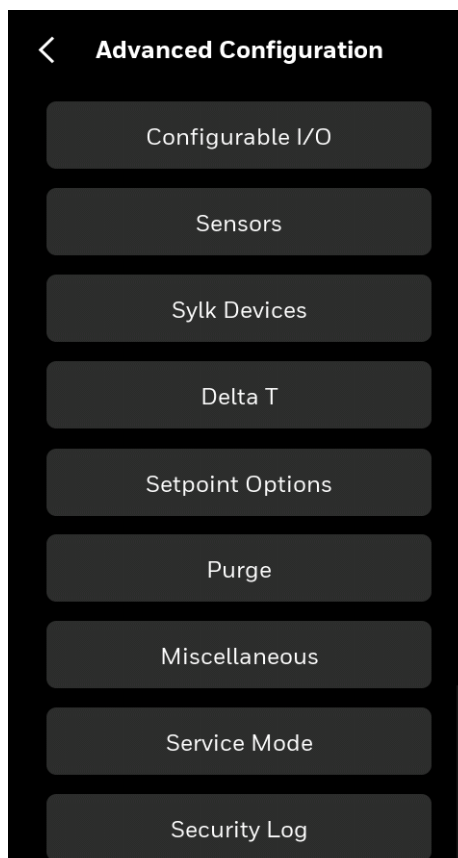 Advanced Configuration
Configurable I/O
Sensors
Sylk Devices
Delta T
Setpoint Options
Purge
Miscellaneous
Service Mode
Security Log